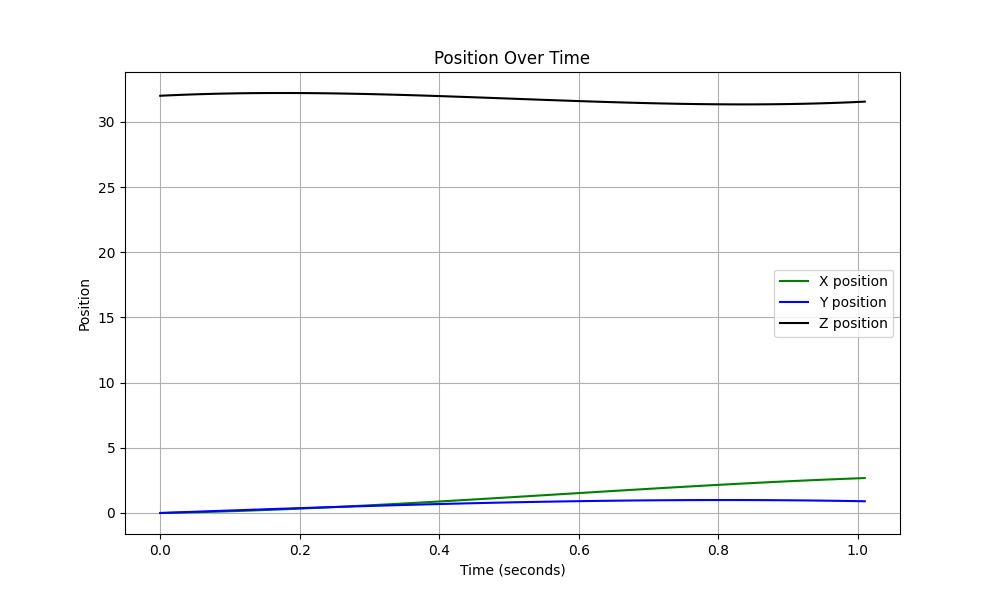 Position Over Time
Position
30
25
20
15
10
5
0
X position
Y position
Z position
0.0 0.2 0.4 0.6 0.8 1.0
Time (seconds)